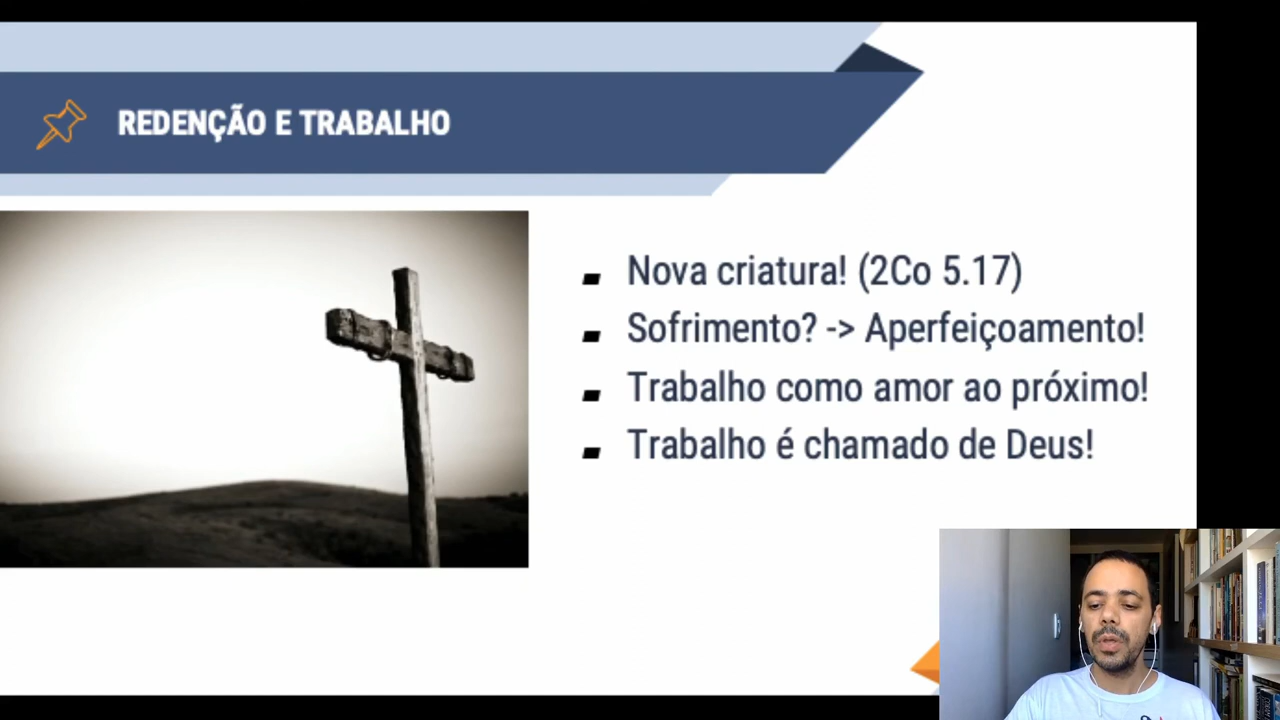 REDENÇÃO E TRABALHO
Nova criatura! (2Co 5.17)
Sofrimento? -> Aperfeiçoamento!
Trabalho como amor ao próximo!
Trabalho é chamado de Deus!